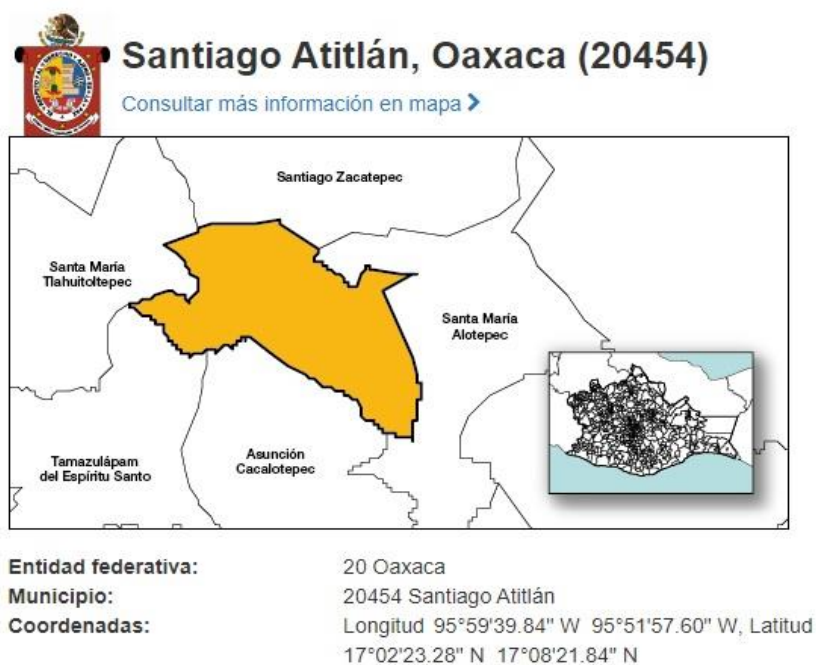 Santiago Atitlán, Oaxaca (20454)
Consultar más información en mapa
Santiago Zacatepec
Santa María
Tlahuitoltepec
Santa María
Alotepec
Tamazulápam
del Espíritu Santo
Asunción
Cacalotepec
Entidad federativa: 20 Oaxaca
Municipio: 20454 Santiago Atitlán
Coordenadas: Longitud 95°59'39.84" W 95°51'57.60" W, Latitud
17°02'23.28" N 17°08'21.84" N